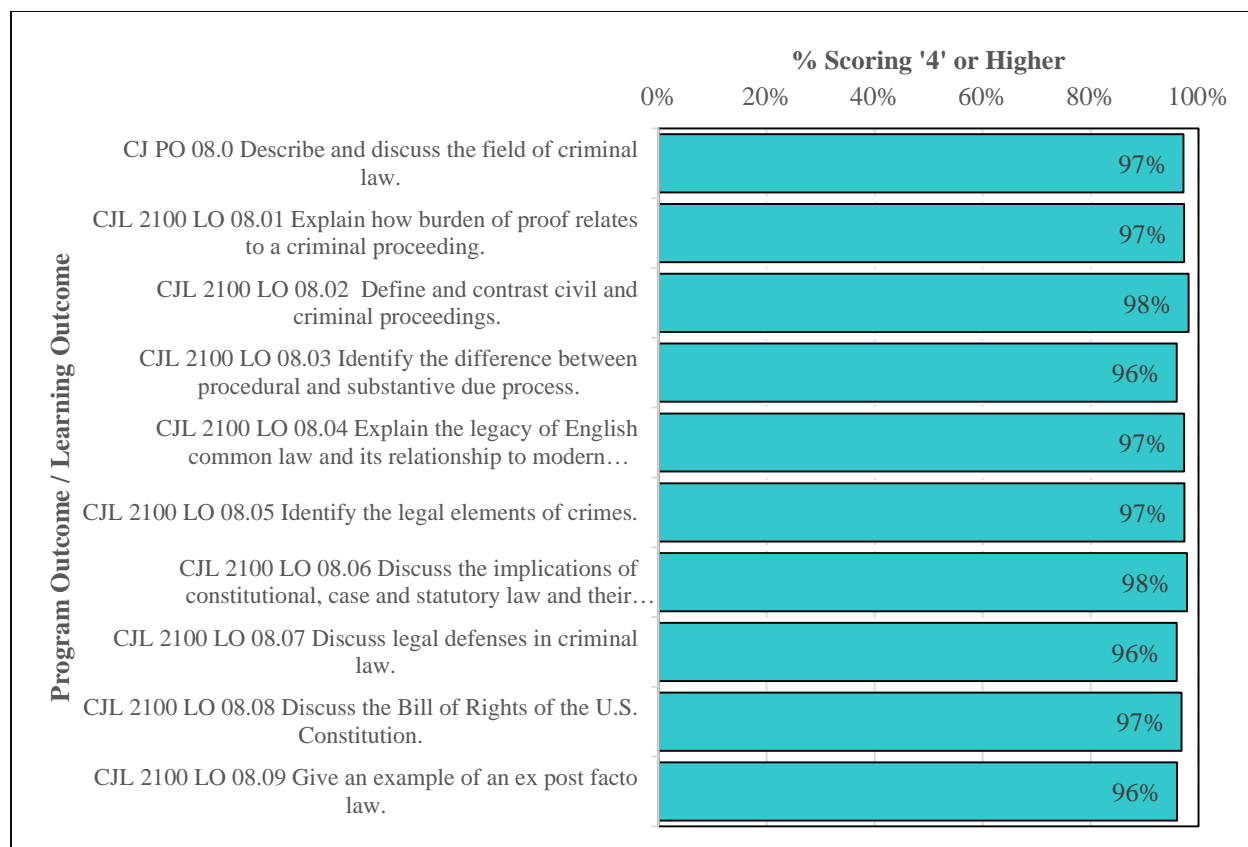 % Scoring '4' or Higher
0% 20% 40% 60% 80% 100%
Program Outcome / Learning Outcome
CJ PO 08.0 Describe and discuss the field of criminal
law.
97%
CJL 2100 LO 08.01 Explain how burden of proof relates
to a criminal proceeding.
97%
CJL 2100 LO 08.02  Define and contrast civil and
criminal proceedings.
98%
CJL 2100 LO 08.03 Identify the difference between
procedural and substantive due process.
96%
CJL 2100 LO 08.04 Explain the legacy of English
common law and its relationship to modern…
97%
CJL 2100 LO 08.05 Identify the legal elements of crimes.
97%
CJL 2100 LO 08.06 Discuss the implications of
constitutional, case and statutory law and their…
98%
CJL 2100 LO 08.07 Discuss legal defenses in criminal
law.
96%
CJL 2100 LO 08.08 Discuss the Bill of Rights of the U.S.
Constitution.
97%
CJL 2100 LO 08.09 Give an example of an ex post facto
law.
96%